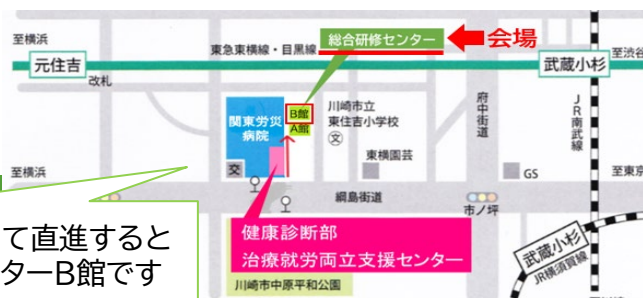 至横浜
元住吉
改札
東急東横線・目黒線
総合研修センター
会場
武蔵小杉
至渋谷
関東労災
病院
B館
A館
川崎市立
東住吉小学校
文
府中街道
JR南武線
東横園芸
交
GS
至横浜
至東京
綱島街道
市ノ坪
て直進すると
ターB館です
健康診断部
治療就労両立支援センター
川崎市中原平和公園
武蔵小杉
JR横須賀線